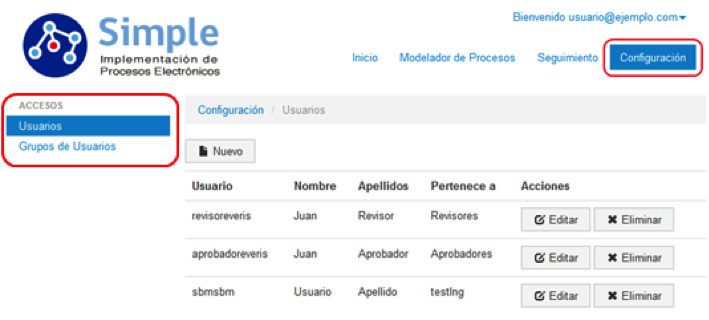 Bienvenido usuario@ejemplo.com
Simple
Implementación de
Procesos Electrónicos
Inicio Modelador de Procesos Seguimiento Configuración
ACCESOS
Usuarios
Grupos de Usuarios
Configuración / Usuarios
Nuevo
Usuario Nombre Apellidos Pertenece a Acciones
revisoreveris Juan Revisor Revisores Editar Eliminar
aprobadoreveris Juan Aprobador Aprobadores Editar Eliminar
sbmsbm Usuario Apellido testIng Editar Eliminar